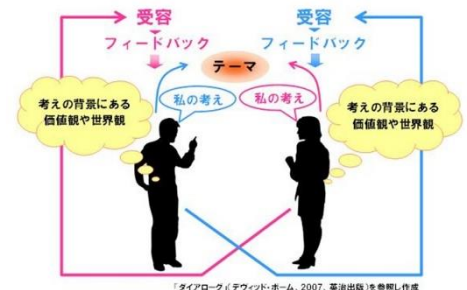 受容
フィードバック
受容
フィードバック
テーマ
私の考え
私の考え
考えの背景にある
価値観や世界観
考えの背景にある
価値観や世界観
「ダイアローグ」(デヴィッド・ボーム、2007、英治出版)を参照し作成